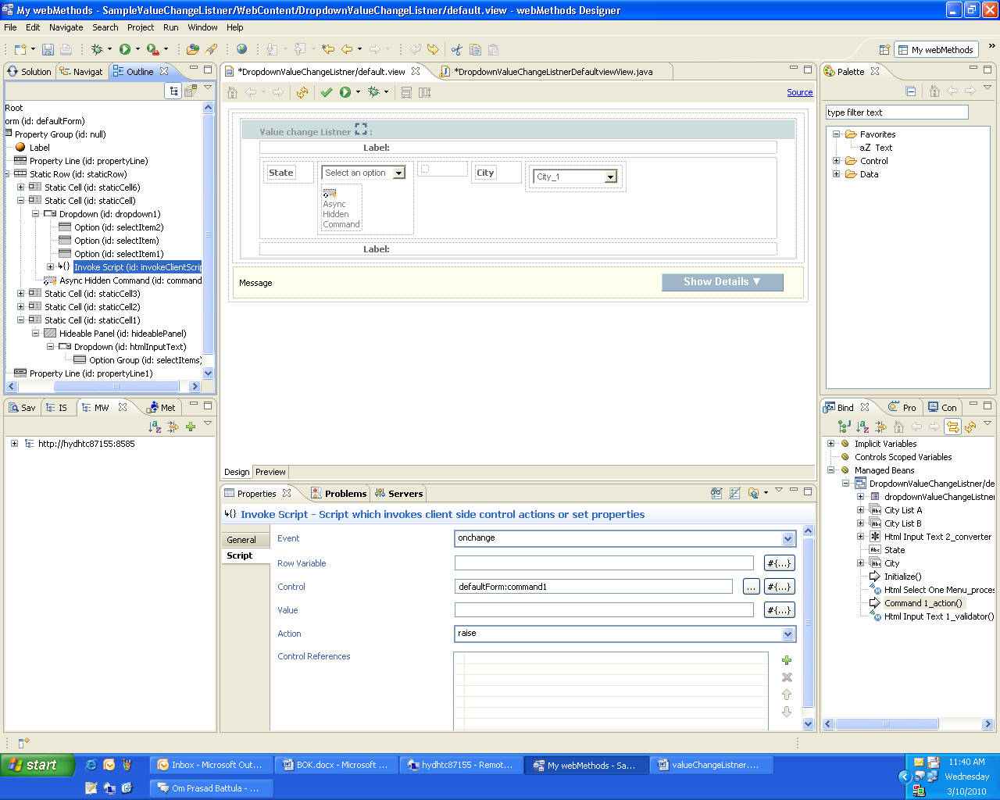 My webMethods - SampleValueChangeListner/WebContent/DropdownValueChangeListner/default.view - webMethods Designer
File Edit Navigate Search Project Run Window Help
My webMethods
Solution Navigat Outline
Root
orm (id: defaultForm)
Property Group (id: null)
Label
Property Line (id: propertyLine)
Static Row (id: staticRow)
Static Cell (id: staticCell6)
Static Cell (id: staticCell)
Dropdown (id: dropdown1)
Option (id: selectItem2)
Option (id: selectItem)
Option (id: selectItem1)
Invoke Script (id: invokeClientScrip
Async Hidden Command (id: command
Static Cell (id: staticCell3)
Static Cell (id: staticCell2)
Static Cell (id: staticCell1)
Hideable Panel (id: hideablePanel)
Dropdown (id: htmlInputText)
Option Group (id: selectItems)
Property Line (id: propertyLine1)
Sav IS MW Met
http://hydhtc87155:8585
*DropdownValueChangeListner/default.view *DropdownValueChangeListnerDefaultviewView.java
Source
Value change Listner :
Label:
State Select an option City City_1
Async
Hidden
Command
Label:
Message Show Details ▼
Design Preview
Properties Problems Servers
Invoke Script - Script which invokes client side control actions or set properties
General
Script
Event onchange
Row Variable #{...}
Control defaultForm:command1 ... #{...}
Value #{...}
Action raise
Control References
Palette
type filter text
Favorites
aZ Text
Control
Data
Bind Pro Con
Implicit Variables
Controls Scoped Variables
Managed Beans
DropdownValueChangeListner/de
dropdownValueChangeListner
City List A
City List B
Html Input Text 2_converter
State
City
Initialize()
Html Select One Menu_proces
Command 1_action()
Html Input Text 1_validator()
start Inbox - Microsoft Out... BOK.docx - Microsoft ... hydhtc87155 - Remot... My webMethods - Sa... valueChangeListner....
Om Prasad Battula - ...
11:40 AM
Wednesday
3/10/2010